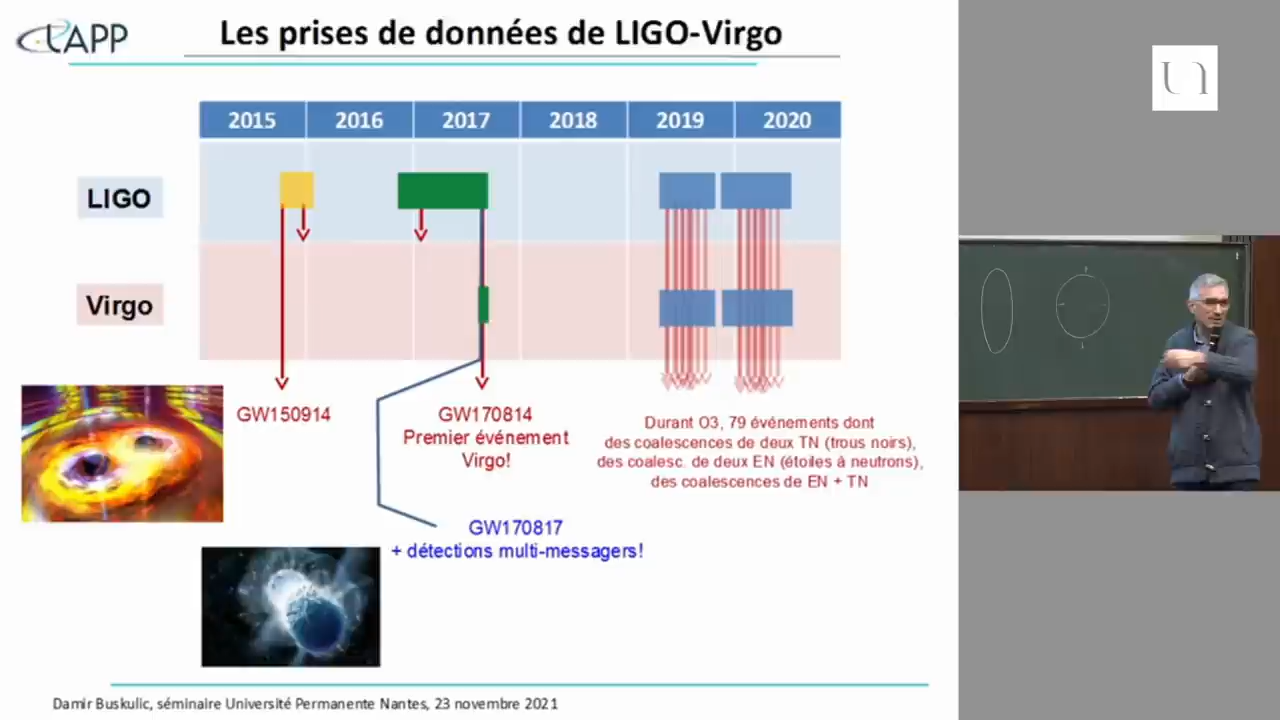 LAPP
Les prises de données de LIGO-Virgo
2015 2016 2017 2018 2019 2020
LIGO
Virgo
GW150914
GW170814
Premier événement
Virgo!
Durant O3, 79 événements dont
des coalescences de deux TN (trous noirs),
des coalesc. de deux EN (étoiles à neutrons),
des coalescences de EN + TN
GW170817
+ détections multi-messagers!
Damir Buskulic, séminaire Université Permanente Nantes, 23 novembre 2021